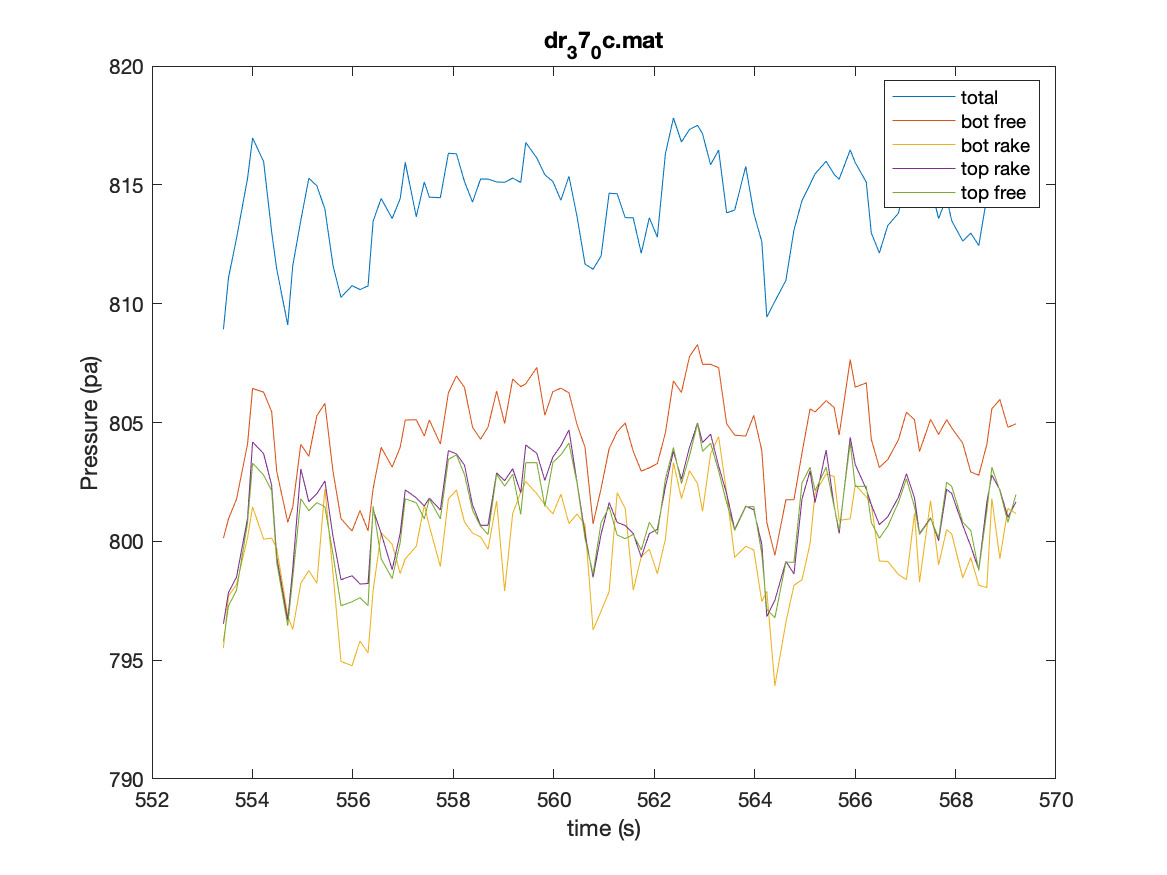 dr₃7₀c.mat
820
815
810
805
800
795
790
Pressure (pa)
total
bot free
bot rake
top rake
top free
552 554 556 558 560 562 564 566 568 570
time (s)